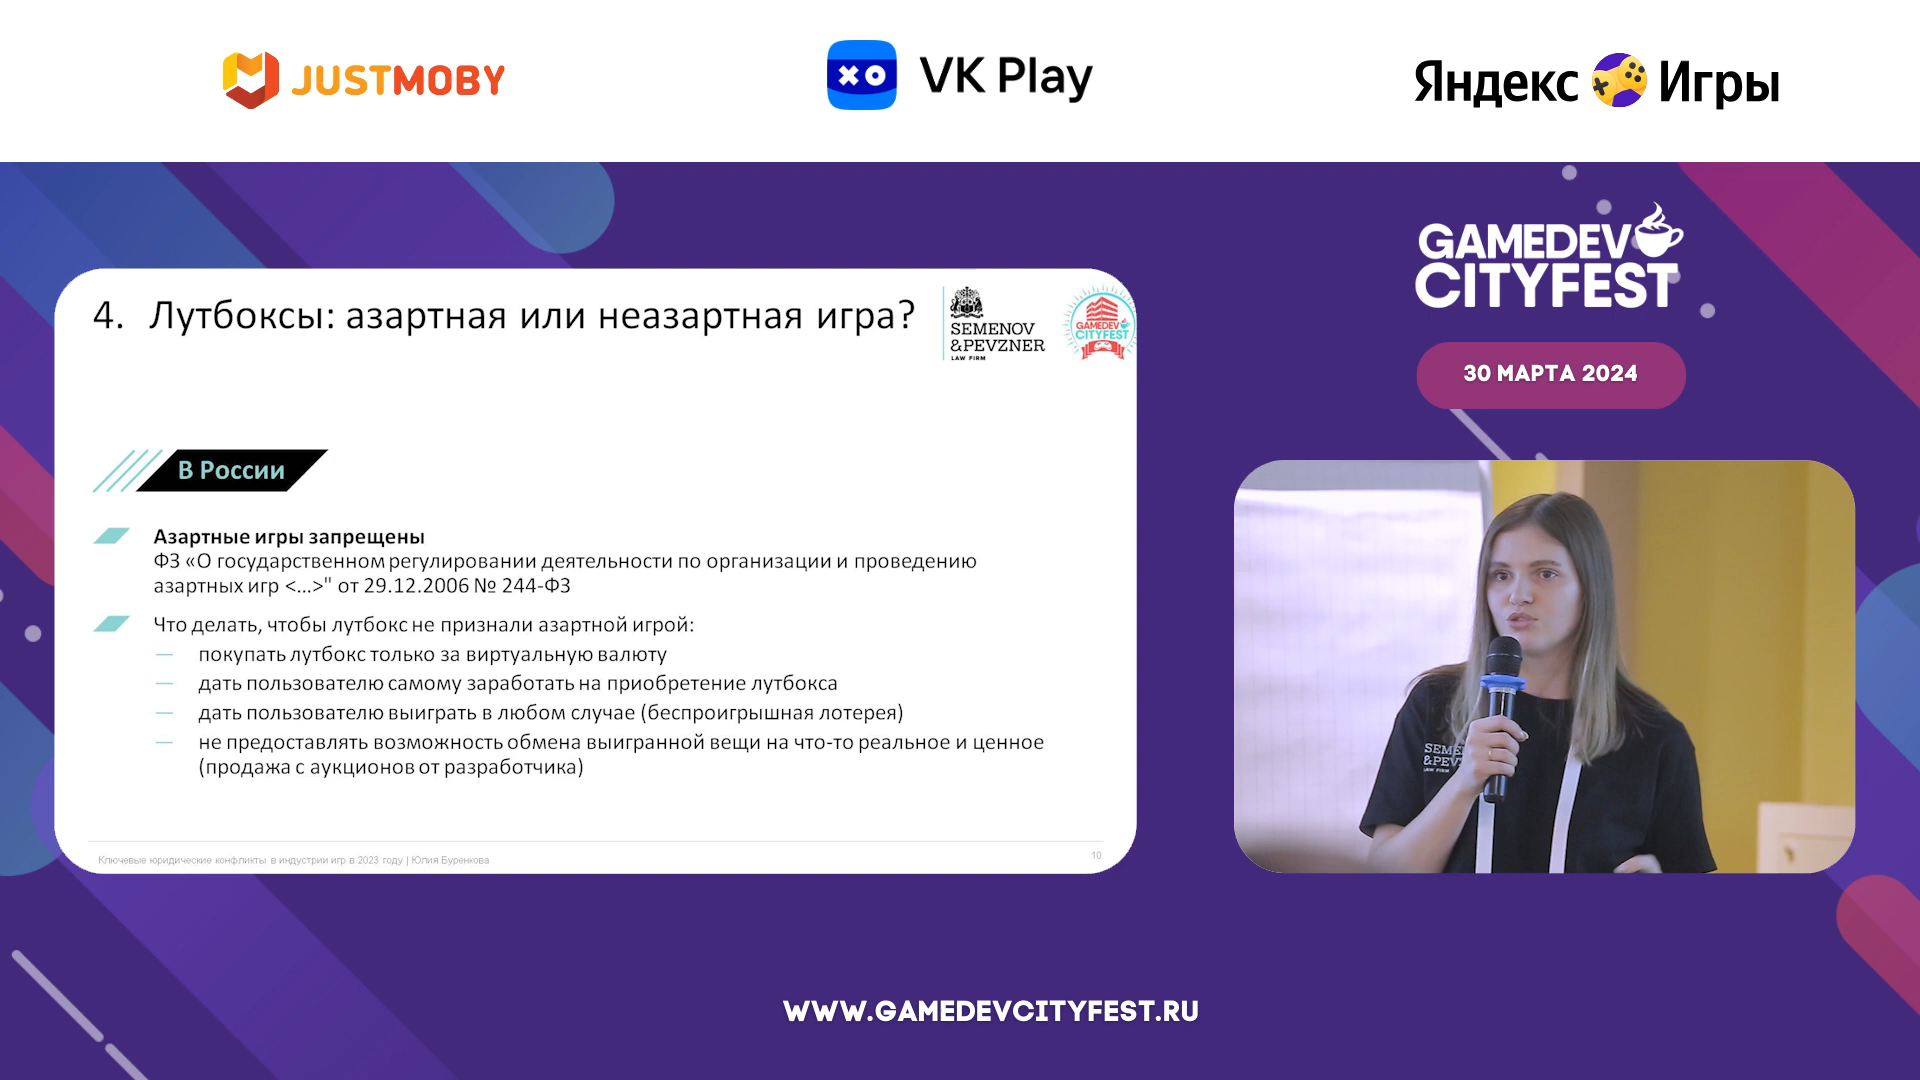 JUSTMOBY
VK Play
Яндекс Игры
GAMEDEV
CITYFEST
30 МАРТА 2024
4. Лутбоксы: азартная или неазартная игра?
SEMENOV
&PEVZNER
LAW FIRM
GAMEDEV
CITYFEST
В России
Азартные игры запрещены
ФЗ «О государственном регулировании деятельности по организации и проведению
азартных игр <...>" от 29.12.2006 № 244-ФЗ
Что делать, чтобы лутбокс не признали азартной игрой:
— покупать лутбокс только за виртуальную валюту
— дать пользователю самому заработать на приобретение лутбокса
— дать пользователю выиграть в любом случае (беспроигрышная лотерея)
— не предоставлять возможность обмена выигранной вещи на что-то реальное и ценное
(продажа с аукционов от разработчика)
Ключевые юридические конфликты в индустрии игр в 2023 году | Юлия Буренкова
10
WWW.GAMEDEVCITYFEST.RU